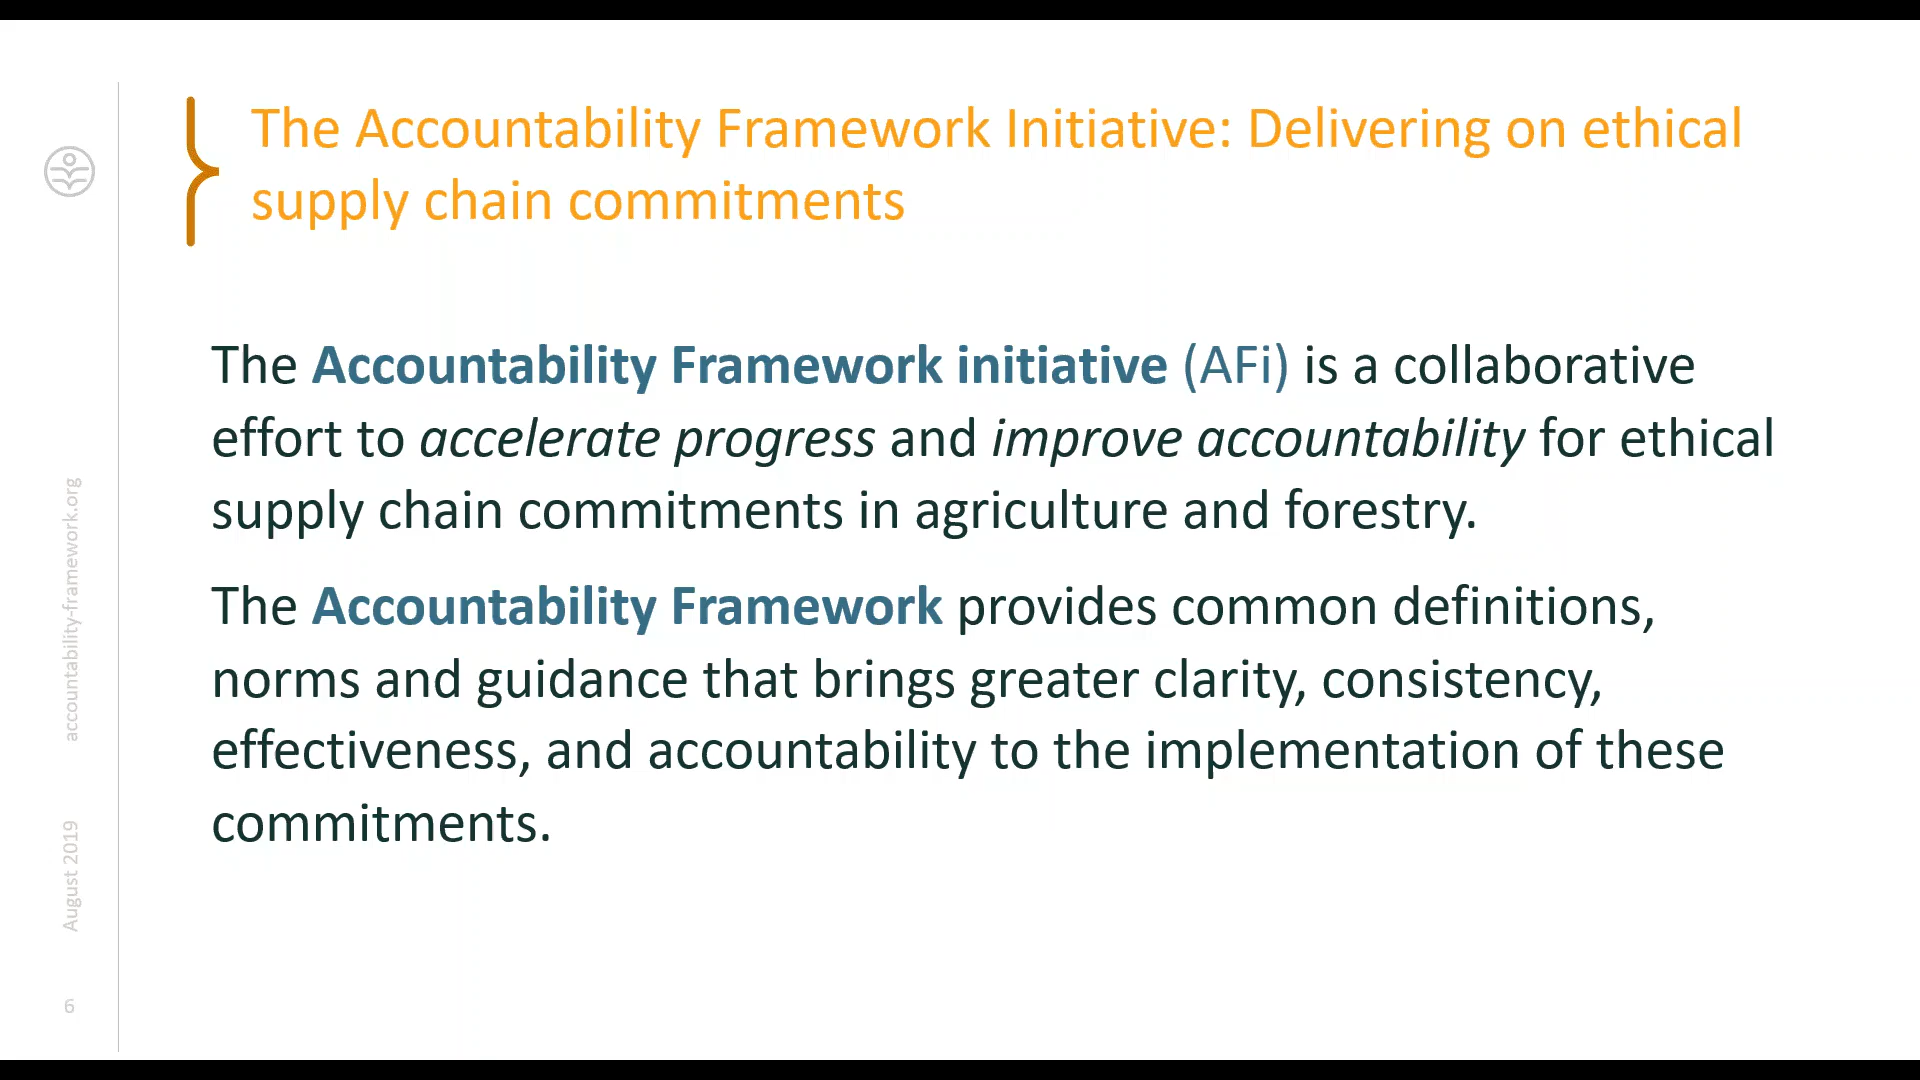 The Accountability Framework Initiative: Delivering on ethical
supply chain commitments
The Accountability Framework initiative (AFi) is a collaborative
effort to accelerate progress and improve accountability for ethical
supply chain commitments in agriculture and forestry.
The Accountability Framework provides common definitions,
norms and guidance that brings greater clarity, consistency,
effectiveness, and accountability to the implementation of these
commitments.
accountability-framework.org
August 2019